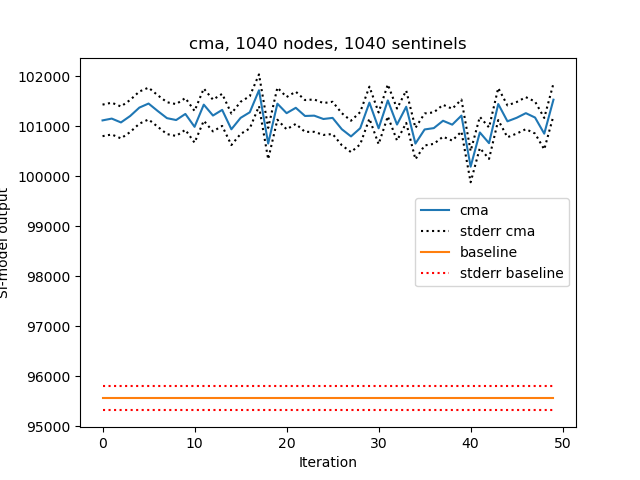 cma, 1040 nodes, 1040 sentinels
102000
101000
100000
99000
98000
97000
96000
95000
SI-model output
cma
stderr cma
baseline
stderr baseline
0
10
20
30
40
50
Iteration